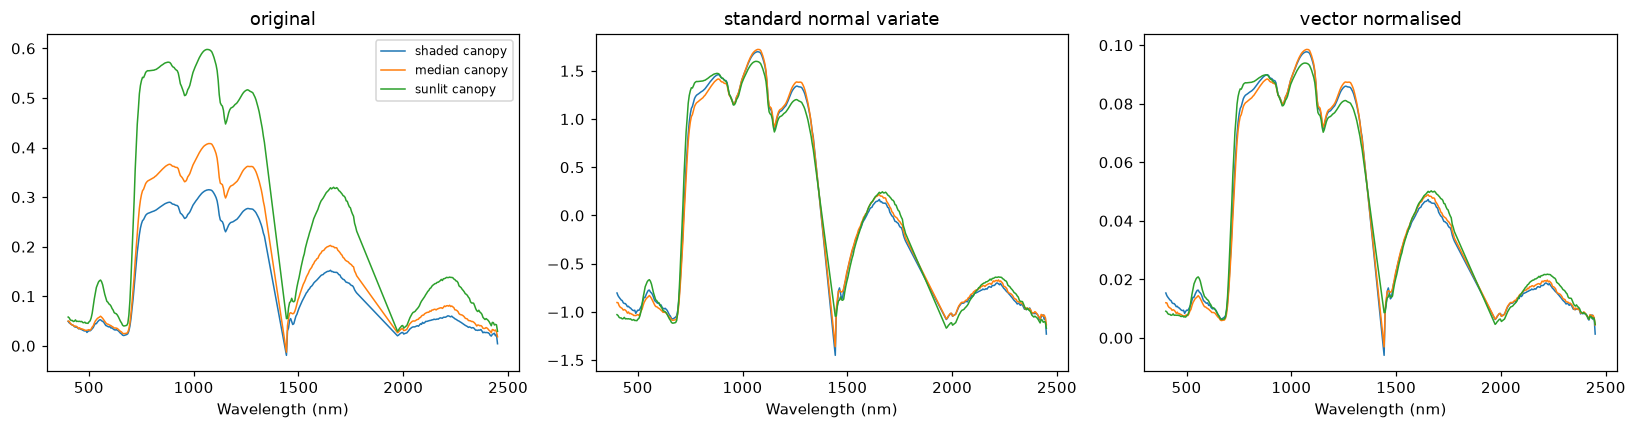 original
0.6
0.5
0.4
0.3
0.2
0.1
0.0
shaded canopy
median canopy
sunlit canopy
500 1000 1500 2000 2500
Wavelength (nm)
standard normal variate
1.5
1.0
0.5
0.0
−0.5
−1.0
−1.5
500 1000 1500 2000 2500
Wavelength (nm)
vector normalised
0.10
0.08
0.06
0.04
0.02
0.00
500 1000 1500 2000 2500
Wavelength (nm)